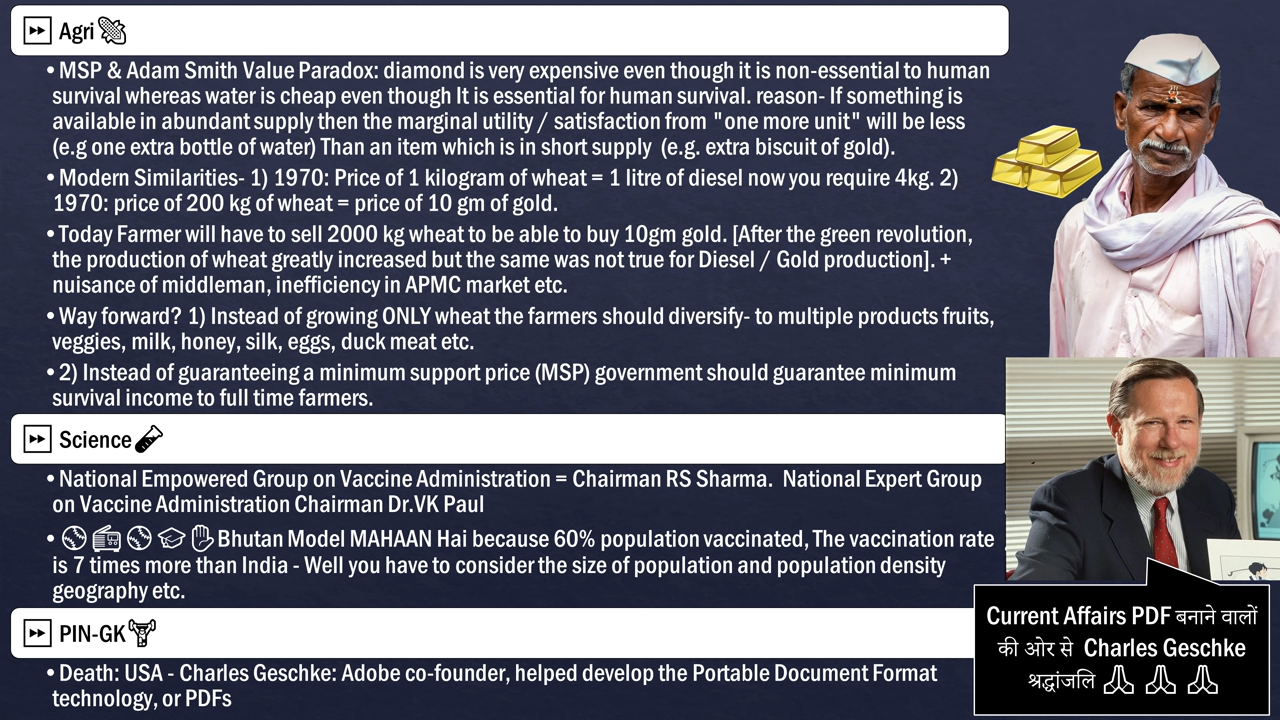 Agri
• MSP & Adam Smith Value Paradox: diamond is very expensive even though it is non-essential to human
survival whereas water is cheap even though It is essential for human survival. reason- If something is
available in abundant supply then the marginal utility / satisfaction from "one more unit" will be less
(e.g one extra bottle of water) Than an item which is in short supply (e.g. extra biscuit of gold).
• Modern Similarities- 1) 1970: Price of 1 kilogram of wheat = 1 litre of diesel now you require 4kg. 2)
1970: price of 200 kg of wheat = price of 10 gm of gold.
• Today Farmer will have to sell 2000 kg wheat to be able to buy 10gm gold. [After the green revolution,
the production of wheat greatly increased but the same was not true for Diesel / Gold production]. +
nuisance of middleman, inefficiency in APMC market etc.
• Way forward? 1) Instead of growing ONLY wheat the farmers should diversify- to multiple products fruits,
veggies, milk, honey, silk, eggs, duck meat etc.
• 2) Instead of guaranteeing a minimum support price (MSP) government should guarantee minimum
survival income to full time farmers.
Science
• National Empowered Group on Vaccine Administration = Chairman RS Sharma. National Expert Group
on Vaccine Administration Chairman Dr.VK Paul
• Bhutan Model MAHAAN Hai because 60% population vaccinated, The vaccination rate
is 7 times more than India - Well you have to consider the size of population and population density
geography etc.
PIN-GK
• Death: USA - Charles Geschke: Adobe co-founder, helped develop the Portable Document Format
technology, or PDFs
Current Affairs PDF बनाने वालों
की ओर से Charles Geschke
श्रद्धांजलि